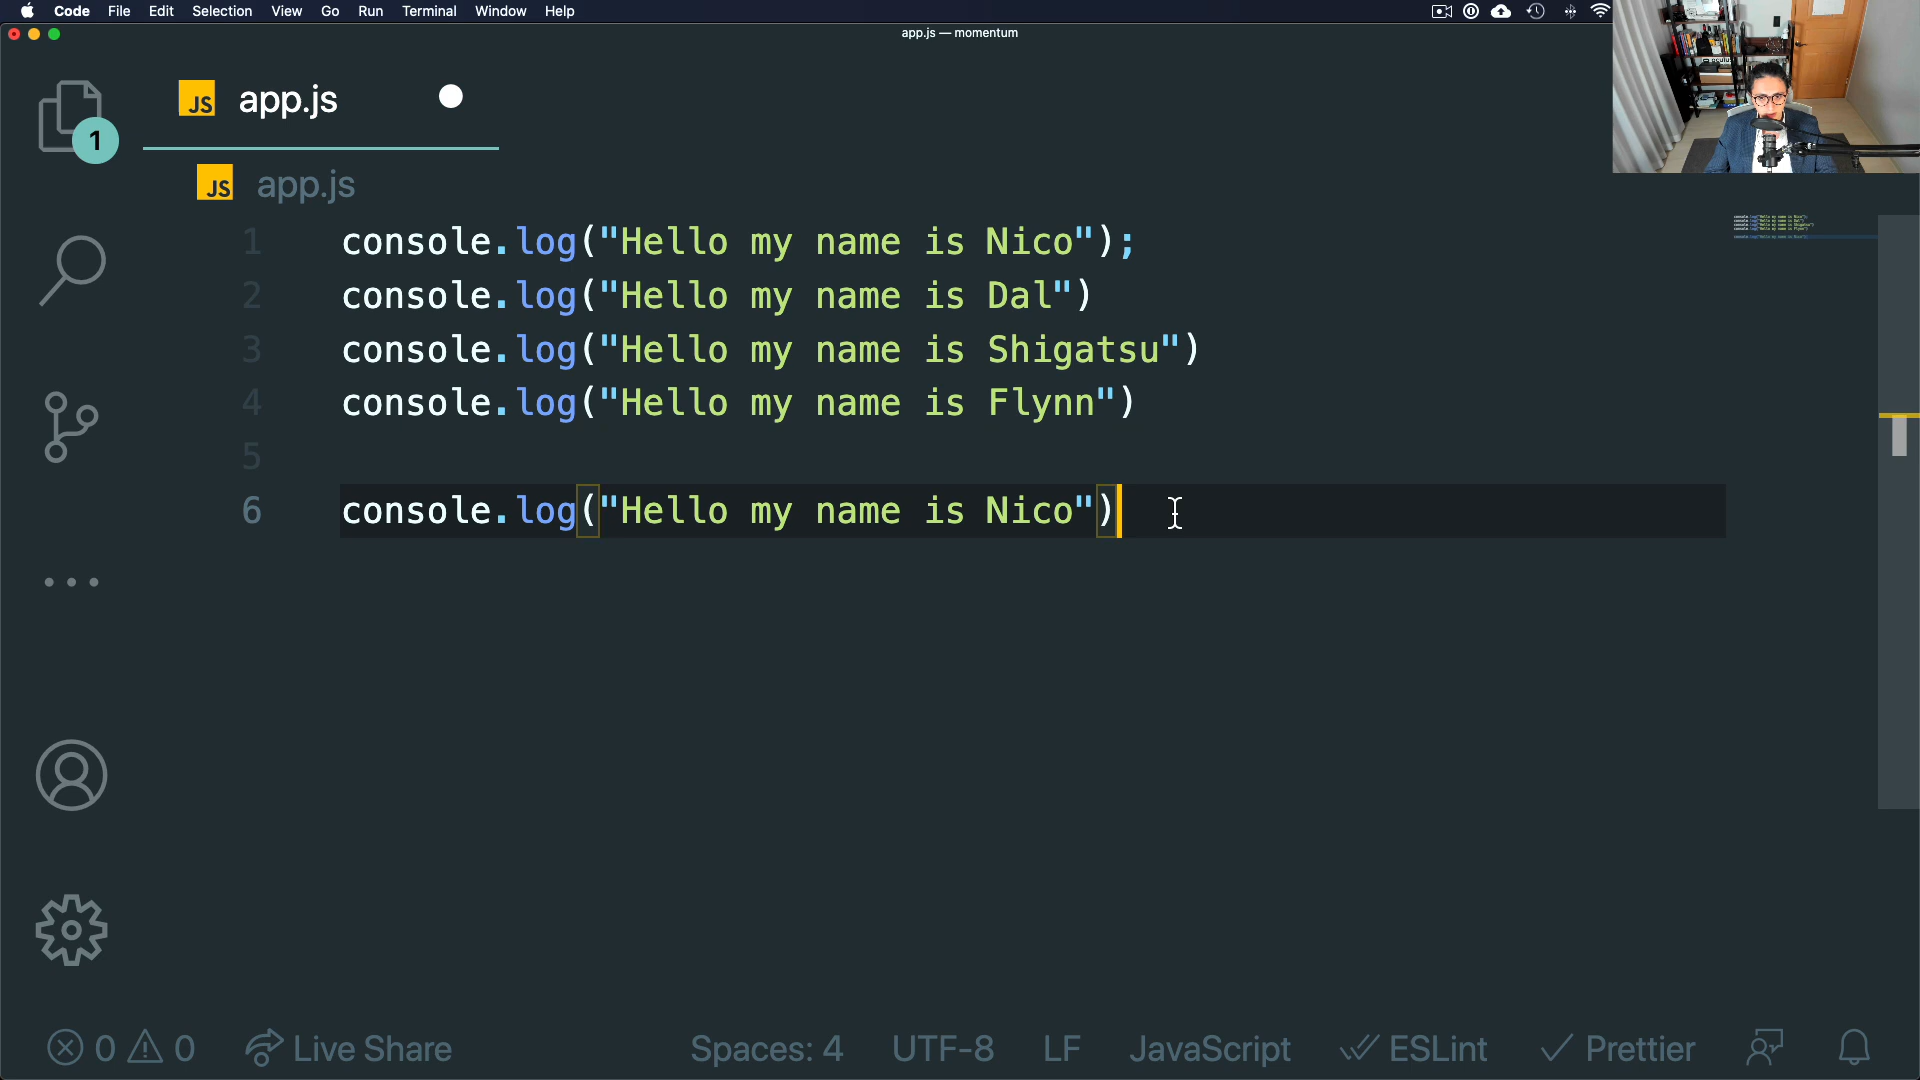 Code File Edit Selection View Go Run Terminal Window Help
app.js — momentum
JS app.js
1
JS app.js
1 console.log("Hello my name is Nico");
2 console.log("Hello my name is Dal")
3 console.log("Hello my name is Shigatsu")
4 console.log("Hello my name is Flynn")
5
6 console.log("Hello my name is Nico")
0 0 Live Share Spaces: 4 UTF-8 LF JavaScript ESLint Prettier